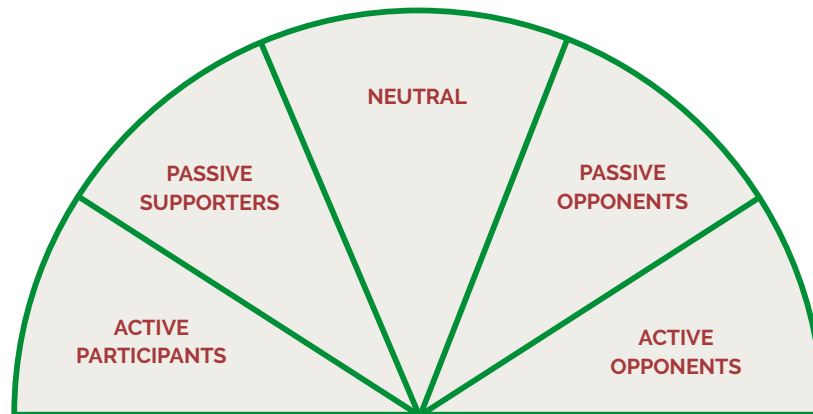 NEUTRAL
PASSIVE
SUPPORTERS
PASSIVE
OPPONENTS
ACTIVE
PARTICIPANTS
ACTIVE
OPPONENTS